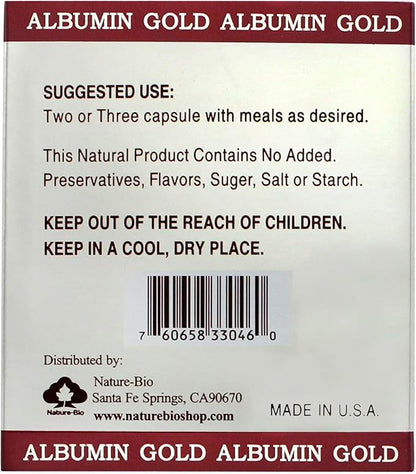 ALBUMIN GOLD ALBUMIN GOLD
SUGGESTED USE:
Two or Three capsule with meals as desired.
This Natural Product Contains No Added.
Preservatives, Flavors, Suger, Salt or Starch.
KEEP OUT OF THE REACH OF CHILDREN.
KEEP IN A COOL, DRY PLACE.
7 60658 33046 0
Distributed by:
Nature-Bio
Santa Fe Springs, CA90670
Nature-Bio
www.naturebioshop.com
MADE IN U.S.A.
ALBUMIN GOLD ALBUMIN GOLD